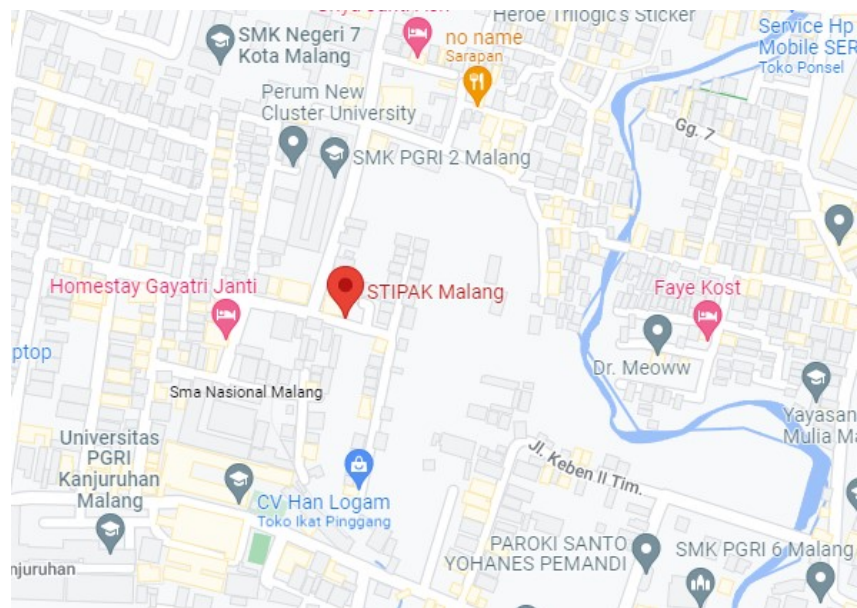 Heroe Trilogic's Sticker
no name
Sarapan
SMK Negeri 7
Kota Malang
Service Hp
Mobile SER
Toko Ponsel
Perum New
Cluster University
Gg. 7
SMK PGRI 2 Malang
Homestay Gayatri Janti
STIPAK Malang
Faye Kost
ptop
Dr. Meoww
Sma Nasional Malang
Yayasan
Mulia Ma
Universitas
PGRI
Kanjuruhan
Malang
Jl. Keben II Tim.
CV Han Logam
Toko Ikat Pinggang
PAROKI SANTO
YOHANES PEMANDI
SMK PGRI 6 Malang
njuruhan